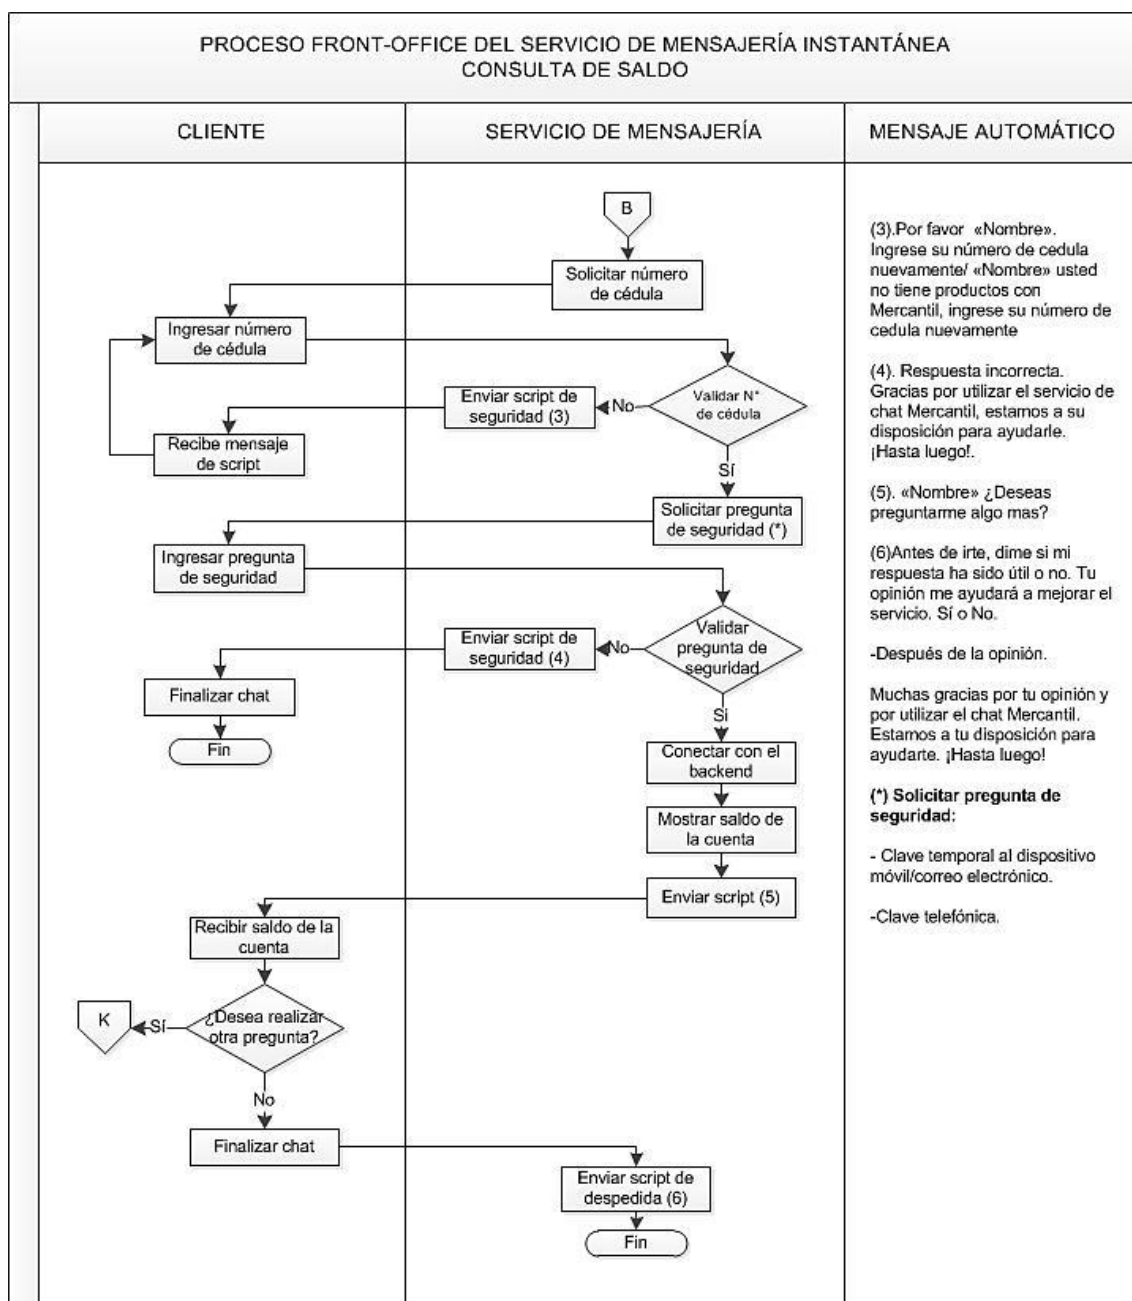 PROCESO FRONT-OFFICE DEL SERVICIO DE MENSAJERÍA INSTANTÁNEA
CONSULTA DE SALDO
CLIENTE
SERVICIO DE MENSAJERÍA
MENSAJE AUTOMÁTICO
B
Solicitar número
de cédula
Ingresar número
de cédula
Validar N°
de cédula
No
Enviar script de
seguridad (3)
Recibe mensaje
de script
Sí
Solicitar pregunta
de seguridad (*)
Ingresar pregunta
de seguridad
Validar
pregunta de
seguridad
No
Enviar script de
seguridad (4)
Finalizar chat
Fin
Si
Conectar con el
backend
Mostrar saldo de
la cuenta
Enviar script (5)
Recibir saldo de la
cuenta
¿Desea realizar
otra pregunta?
Sí
K
No
Finalizar chat
Enviar script de
despedida (6)
Fin
(3).Por favor «Nombre».
Ingrese su número de cedula
nuevamente/ «Nombre» usted
no tiene productos con
Mercantil, ingrese su número de
cedula nuevamente
(4). Respuesta incorrecta.
Gracias por utilizar el servicio de
chat Mercantil, estamos a su
disposición para ayudarle.
¡Hasta luego!.
(5). «Nombre» ¿Deseas
preguntarme algo mas?
(6)Antes de irte, dime si mi
respuesta ha sido útil o no. Tu
opinión me ayudará a mejorar el
servicio. Sí o No.
-Después de la opinión.
Muchas gracias por tu opinión y
por utilizar el chat Mercantil.
Estamos a tu disposición para
ayudarte. ¡Hasta luego!
(*) Solicitar pregunta de
seguridad:
- Clave temporal al dispositivo
móvil/correo electrónico.
-Clave telefónica.